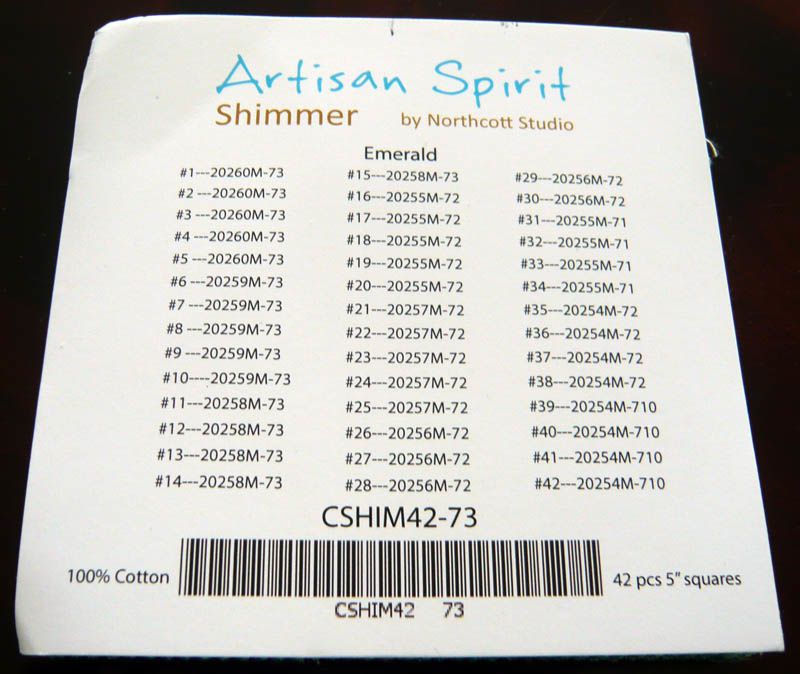 Artisan Spirit
Shimmer by Northcott Studio
Emerald
#1---20260M-73
#2 ---20260M-73
#3 ---20260M-73
#4 ---20260M-73
#5 ---20260M-73
#6 ---20259M-73
#7 ---20259M-73
#8 ---20259M-73
#9 ---20259M-73
#10----20259M-73
#11---20258M-73
#12---20258M-73
#13---20258M-73
#14---20258M-73
#15---20258M-73
#16---20255M-72
#17---20255M-72
#18---20255M-72
#19---20255M-72
#20---20255M-72
#21---20257M-72
#22---20257M-72
#23---20257M-72
#24---20257M-72
#25---20257M-72
#26---20256M-72
#27---20256M-72
#28---20256M-72
#29---20256M-72
#30---20256M-72
#31---20255M-71
#32---20255M-71
#33---20255M-71
#34---20255M-71
#35---20254M-72
#36---20254M-72
#37---20254M-72
#38---20254M-72
#39---20254M-710
#40---20254M-710
#41---20254M-710
#42---20254M-710
CSHIM42-73
100% Cotton
42 pcs 5" squares
CSHIM42 73